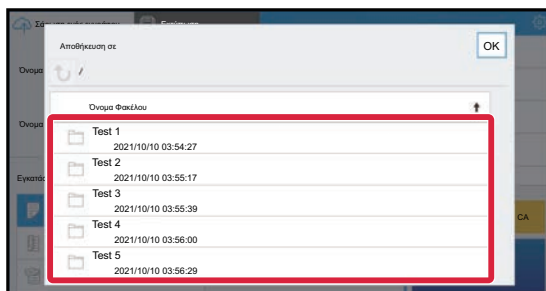 Αποθήκευση σε
OK
Όνομα
/
Όνομα Φακέλου
Όνομα
Test 1
2021/10/10 03:54:27
Test 2
2021/10/10 03:55:17
Test 3
2021/10/10 03:55:39
Test 4
2021/10/10 03:56:00
CA
Test 5
2021/10/10 03:56:29